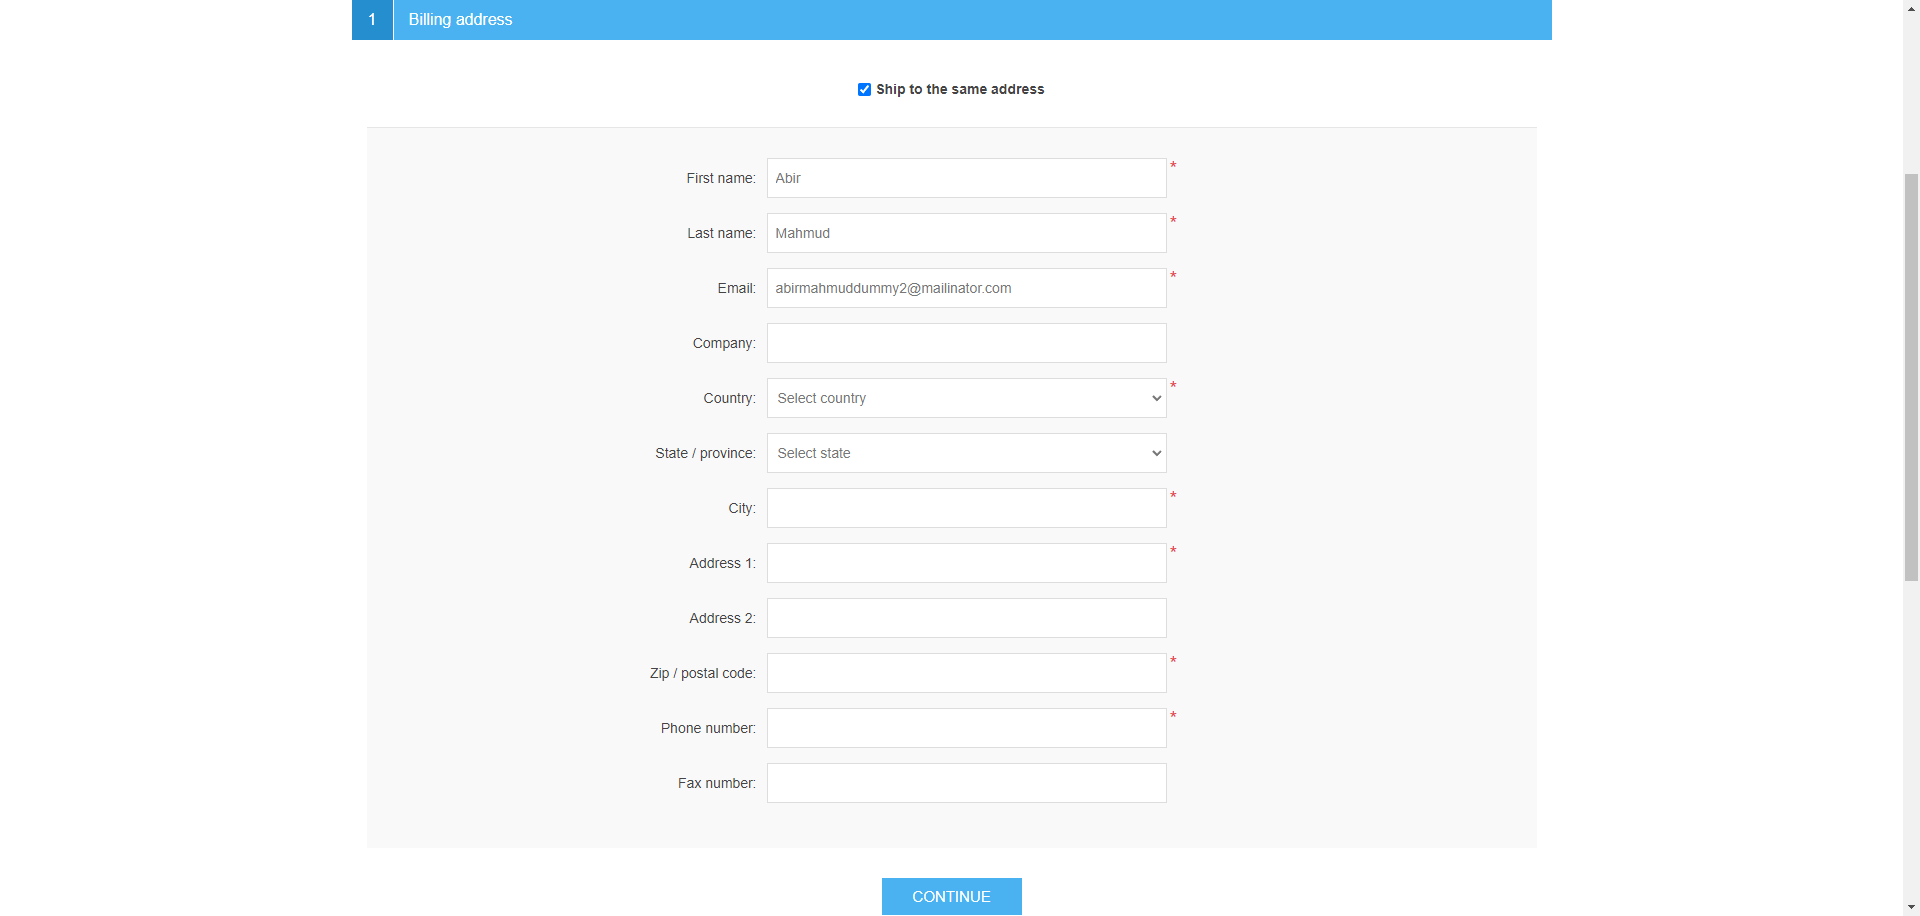 1 Billing address
Ship to the same address
First name: Abir *
Last name: Mahmud *
Email: abirmahmuddummy2@mailinator.com *
Company:
Country: Select country *
State / province: Select state
City: *
Address 1: *
Address 2:
Zip / postal code: *
Phone number: *
Fax number:
CONTINUE